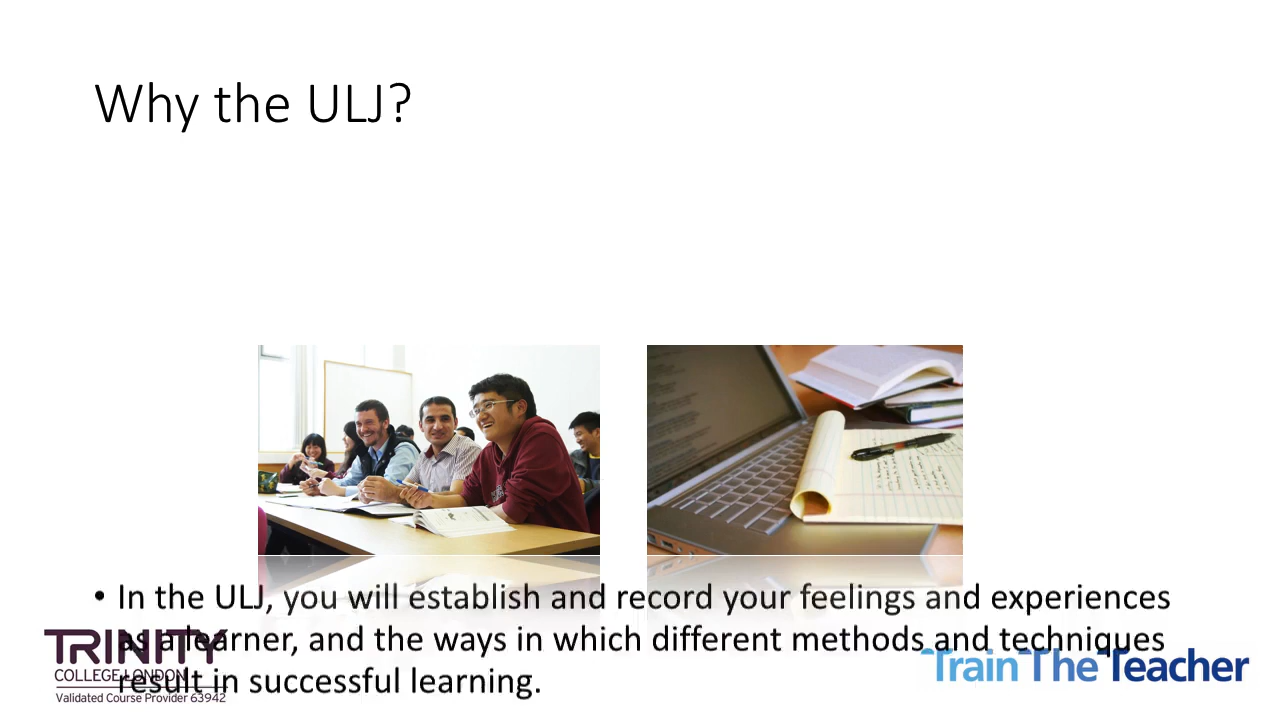 Why the ULJ?
• In the ULJ, you will establish and record your feelings and experiences
as a learner, and the ways in which different methods and techniques
result in successful learning.
TRINITY
COLLEGE LONDON
Validated Course Provider 63942
Train The Teacher